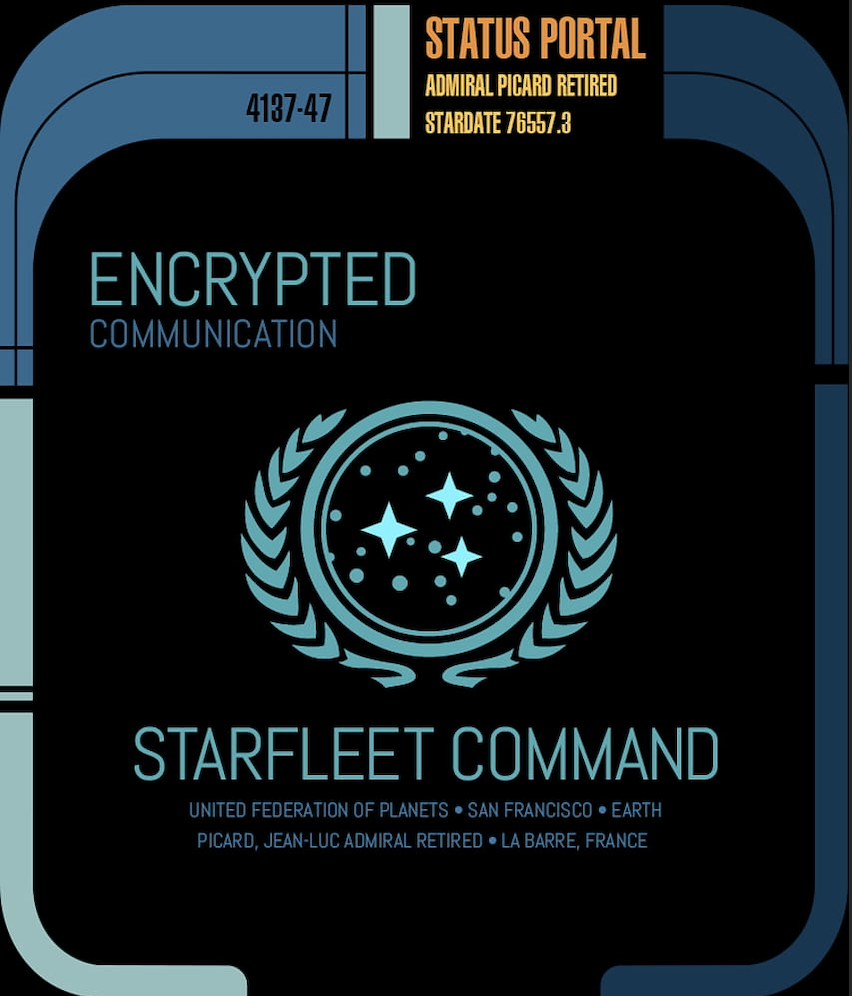 4137-47
STATUS PORTAL
ADMIRAL PICARD RETIRED
STARDATE 76557.3
ENCRYPTED
COMMUNICATION
STARFLEET COMMAND
UNITED FEDERATION OF PLANETS • SAN FRANCISCO • EARTH
PICARD, JEAN-LUC ADMIRAL RETIRED • LA BARRE, FRANCE